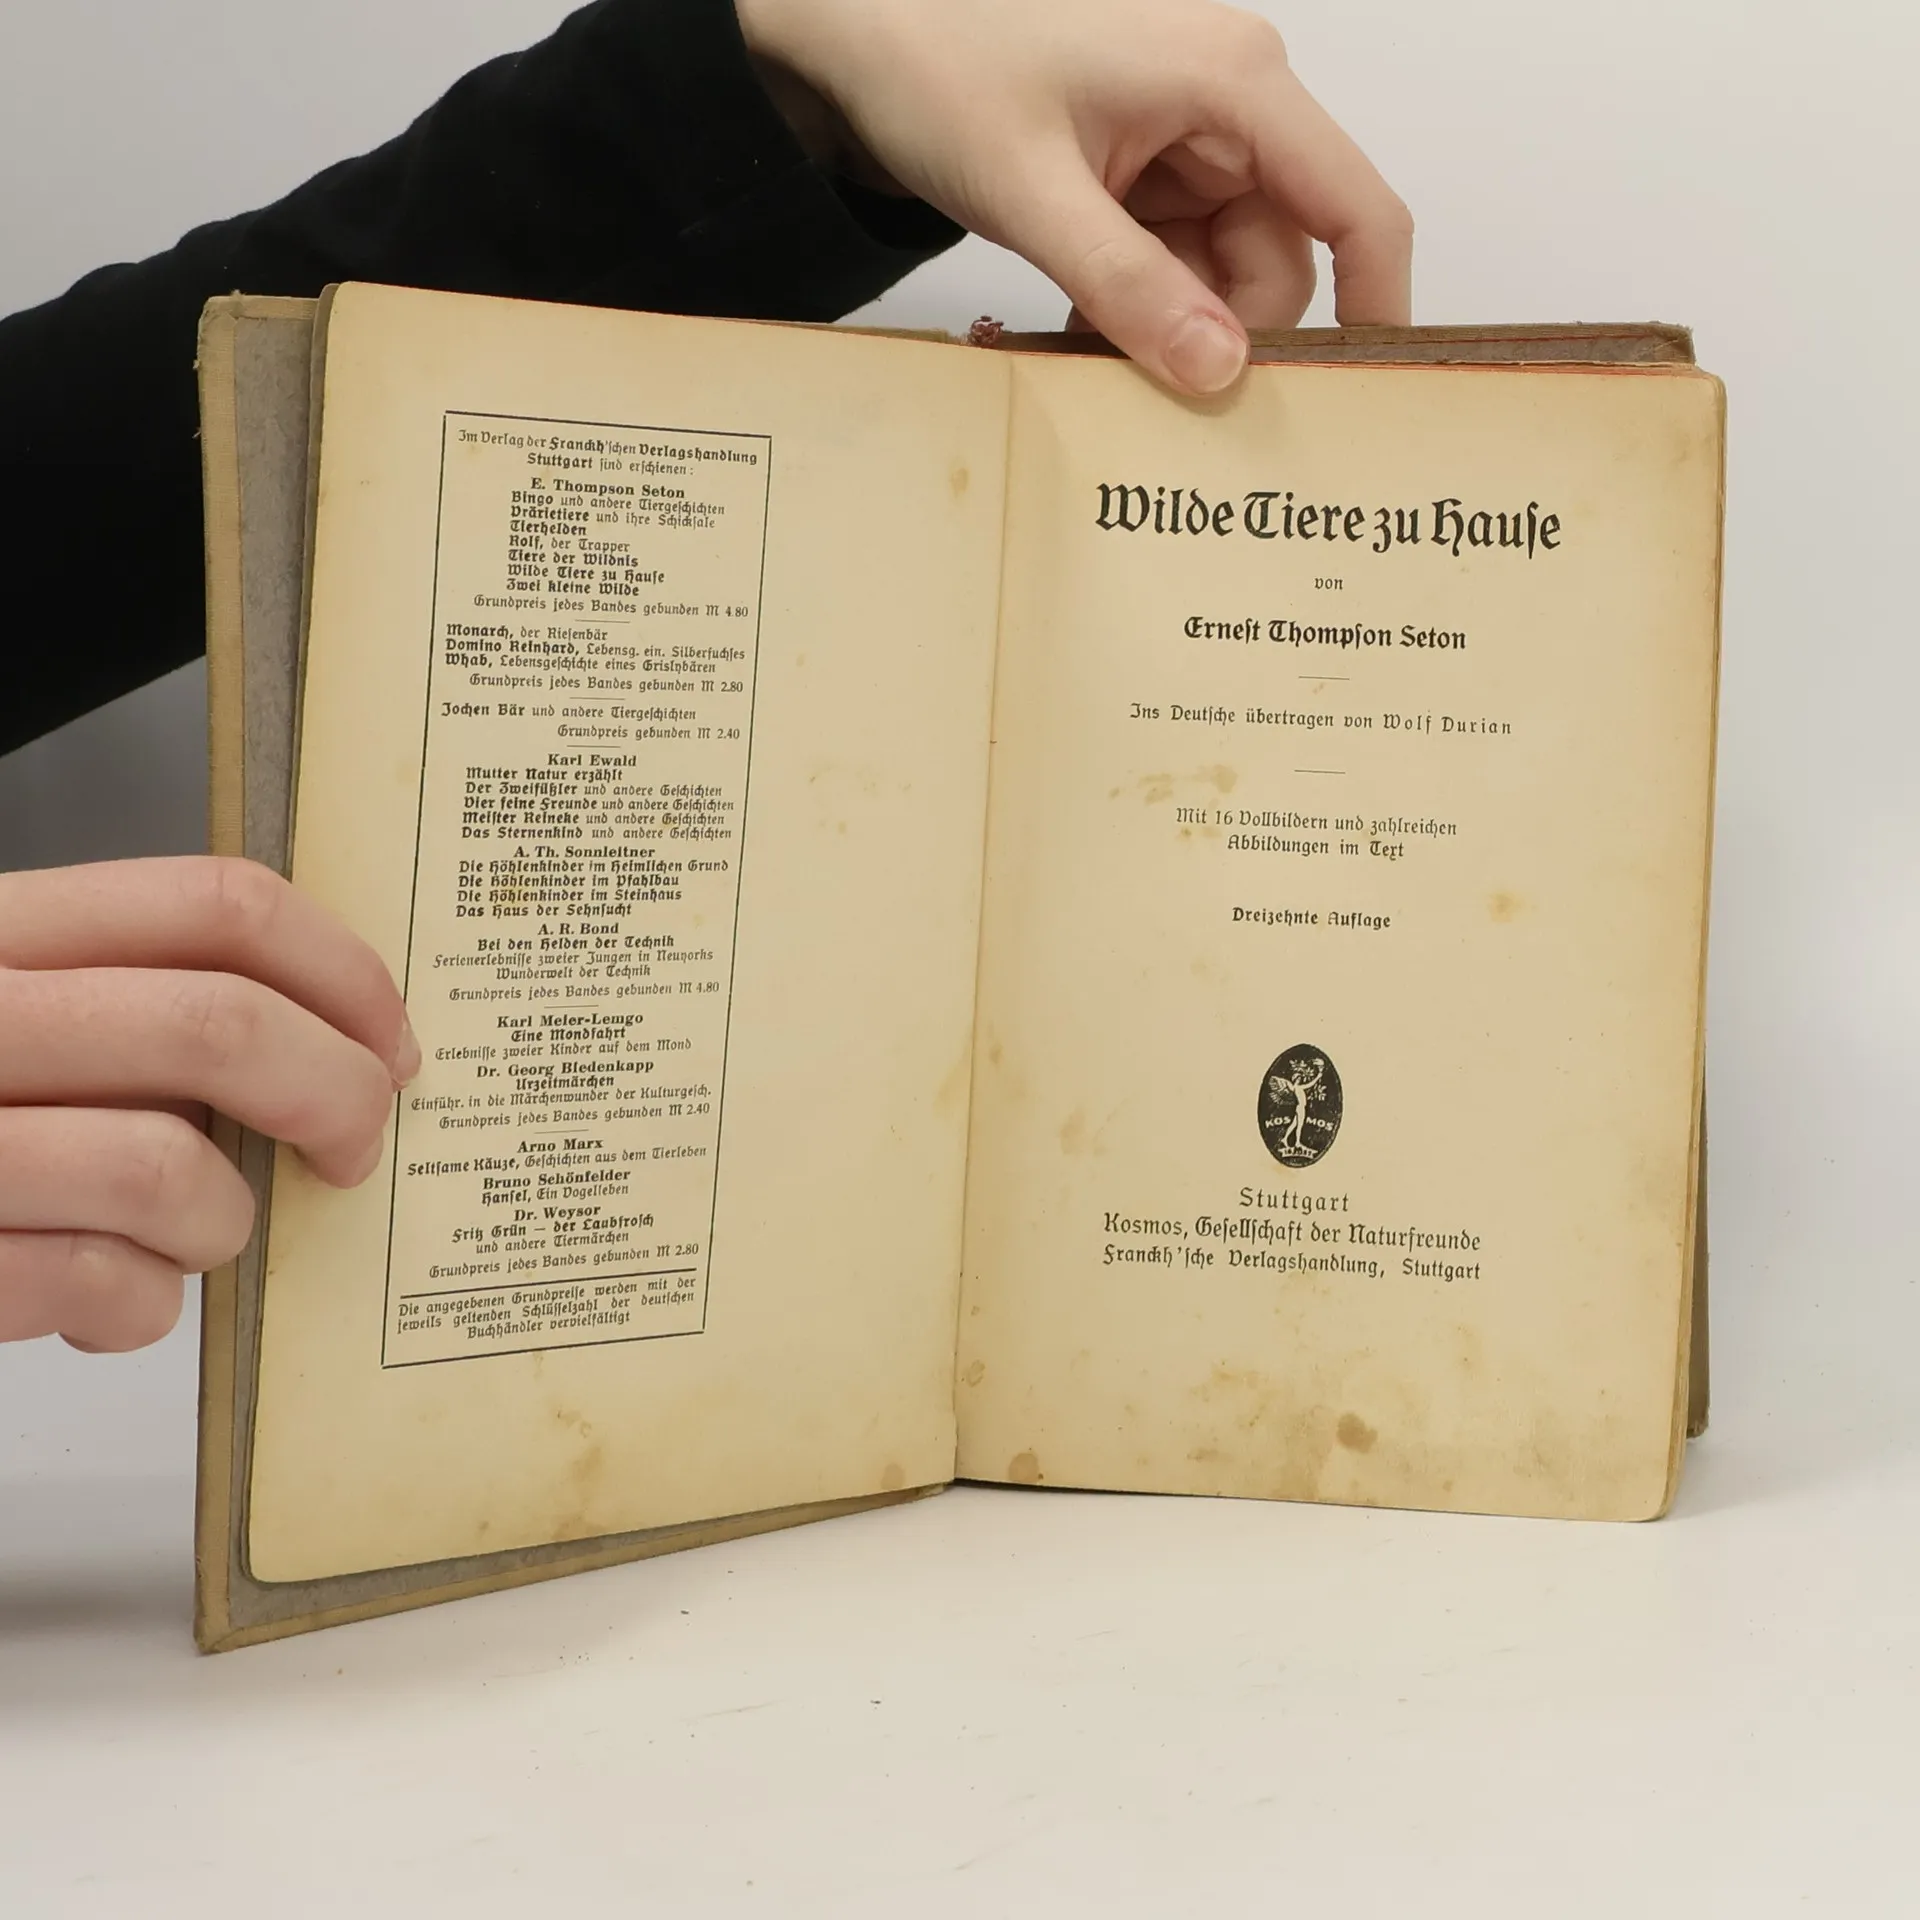 Im Verlag der Franckh'schen Verlagshandlung
Stuttgart sind erschienen:
E. Thompson Seton
Bingo und andere Tiergeschichten
Prärietiere und ihre Schicksale
Tierhelden
Rolf, der Trapper
Tiere der Wildnis
Wilde Tiere zu Hause
Zwei kleine Wilde
Grundpreis jedes Bandes gebunden M 4.80
Monarch, der Riesenbär
Domino Reinhard, Lebensg. ein. Silberfuchses
Whab, Lebensgeschichte eines Grislybären
Grundpreis jedes Bandes gebunden M 2.80
Jochen Bär und andere Tiergeschichten
Grundpreis gebunden M 2.40
Karl Ewald
Mutter Natur erzählt
Der Zweifüßler und andere Geschichten
Vier feine Freunde und andere Geschichten
Meister Reineke und andere Geschichten
Das Sternenkind und andere Geschichten
A. Th. Sonnleitner
Die Höhlenkinder im Heimlichen Grund
Die Höhlenkinder im Pfahlbau
Die Höhlenkinder im Steinhaus
Das Haus der Sehnsucht
A. R. Bond
Bei den Helden der Technik
Ferienerlebnisse zweier Jungen in Neuyorks
Wunderwelt der Technik
Grundpreis jedes Bandes gebunden M 4.80
Karl Meier-Lemgo
Eine Mondfahrt
Erlebnisse zweier Kinder auf dem Mond
Dr. Georg Biedenkapp
Urzeitmärchen
Einführ. in die Märchenwunder der Kulturgesch.
Grundpreis jedes Bandes gebunden M 2.40
Arno Marx
Seltsame Käuze, Geschichten aus dem Tierleben
Bruno Schönfelder
Hansel, Ein Vogelleben
Dr. Weysor
Fritz Grün — der Laubfrosch
und andere Tiermärchen
Grundpreis jedes Bandes gebunden M 2.80
Die angegebenen Grundpreise werden mit der
jeweils geltenden Schlüsselzahl der deutschen
Buchhändler vervielfältigt
Wilde Tiere zu Hause
von
Ernest Thompson Seton
Ins Deutsche übertragen von Wolf Durian
Mit 16 Vollbildern und zahlreichen
Abbildungen im Text
Dreizehnte Auflage
KOSMOS
Stuttgart
Kosmos, Gesellschaft der Naturfreunde
Franckh'sche Verlagshandlung, Stuttgart